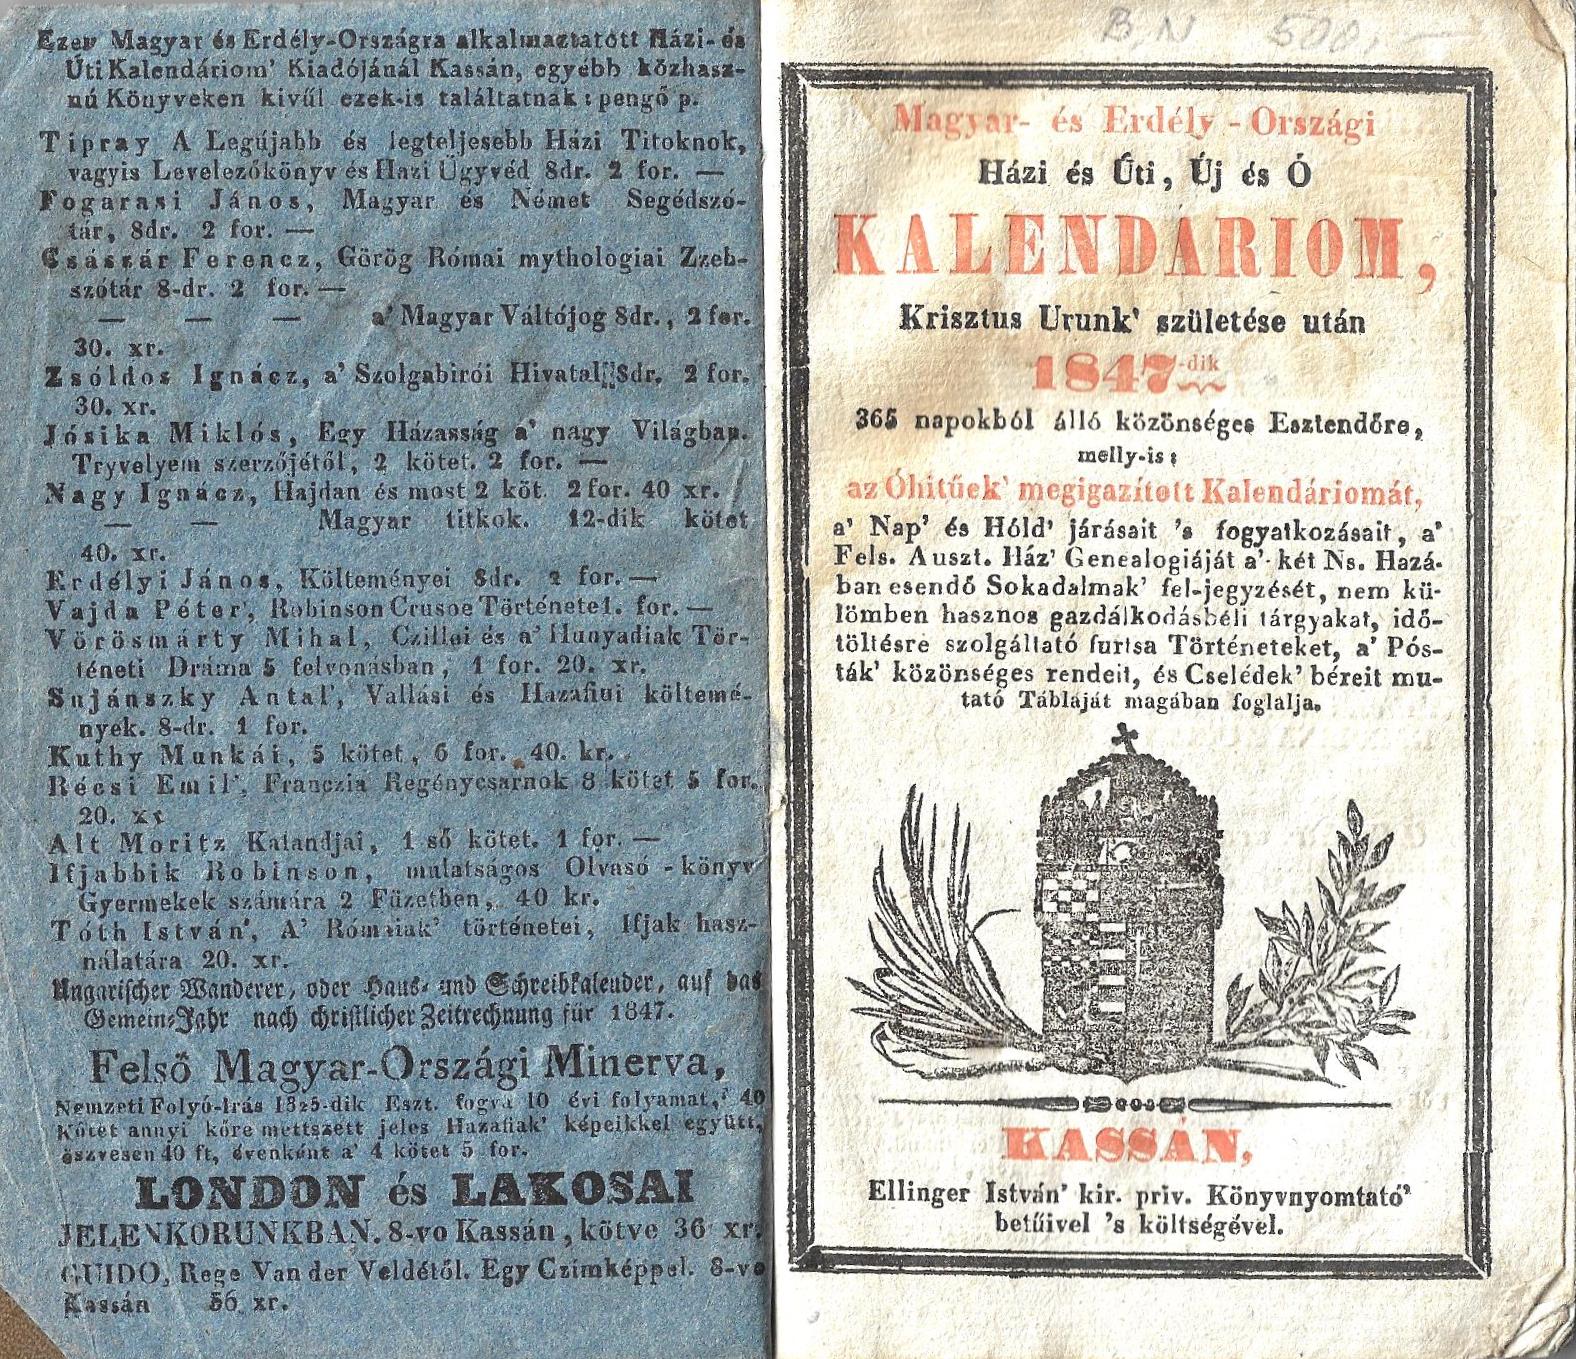 Ezen Magyar és Erdély-Országra alkalmaztatott Házi- és
Úti Kalendáriom' Kiadójánál Kassán, egyébb közhasz-
nú Könyveken kivűl ezek-is találtatnak: pengő p.
Tipray A Legújabb és legteljesebb Házi Titoknok,
vagyis Levelezőkönyv és Házi Ügyvéd 8dr. 2 for. —
Fogarasi János, Magyar és Német Segédszó-
tár, 8dr. 2 for. —
Császár Ferencz, Görög Római mythologiai Zzeb-
szótár 8-dr. 2 for. —
— — — a' Magyar Váltójog 8dr., 2 for.
30. xr.
Zsóldos Ignácz, a' Szolgabirói Hivatal 8dr. 2 for.
30. xr.
Jósika Miklós, Egy Házasság a' nagy Világban.
Tryvelyem szerzőjétől, 2 kötet. 2 for. —
Nagy Ignácz, Hajdan és most 2 köt. 2 for. 40 xr.
— — Magyar titkok. 12-dik kötet
40. xr.
Erdélyi János, Költeményei 8dr. 2 for. —
Vajda Péter, Robinson Crusoe Történetei. for. —
Vörösmárty Mihal, Czillei és a' Hunyadiak Tör-
téneti Dráma 5 felvonásban, 1 for. 20. xr.
Sujánszky Antal', Vallási és Hazafiui költemé-
nyek. 8-dr. 1 for.
Kuthy Munkái, 5 kötet, 6 for. 40. kr.
Récsi Emil', Franczia Regénycsarnok 8 kötet 5 for.
20. xr
Alt Moritz Kalandjai, 1 ső kötet. 1 for. —
Ifjabbik Robinson, mulatságos Olvasó-könyv
Gyermekek számára 2 Füzetben, 40 kr.
Tóth István', A' Romaiak' történetei, Ifjak hasz-
nálatára 20. xr.
Ungarischer Wanderer, oder Haus- und Schreibkalender, auf das
Gemein-Jahr nach christlicher Zeitrechnung für 1847.
Felső Magyar-Országi Minerva,
Nemzeti Folyó-Irás 1825-dik Eszt. fogva 10 évi folyamat, 40
Kötet annyi kőre mettszett jeles Hazafiak' képeikkel együtt,
öszvesen 40 ft, évenként a' 4 kötet 5 for.
LONDON és LAKOSAI
JELENKORUNKBAN. 8-vo Kassán, kötve 36 xr.
GUIDO, Rege Van der Veldétől. Egy Czimképpel. 8-vo
Kassán 56 xr.
B,N 500,—
Magyar- és Erdély-Országi
Házi és Úti, Új és Ó
KALENDARIOM,
Krisztus Urunk' születése után
1847-dik
365 napokból álló közönséges Esztendőre,
melly-is:
az Óhitűek' megigazított Kalendáriomát,
a' Nap' és Hóld' járásait 's fogyatkozásait, a'
Fels. Auszt. Ház' Genealogiáját a' két Ns. Hazá-
ban esendő Sokadalmak' fel-jegyzését, nem kü-
lömben hasznos gazdálkodásbéli tárgyakat, idő-
töltésre szolgáltató furtsa Történeteket, a' Pós-
ták' közönséges rendeit, és Cselédek' béreit mu-
tató Tábláját magában foglalja.
KASSÁN,
Ellinger István' kir. priv. Könyvnyomtató'
betűivel 's költségével.